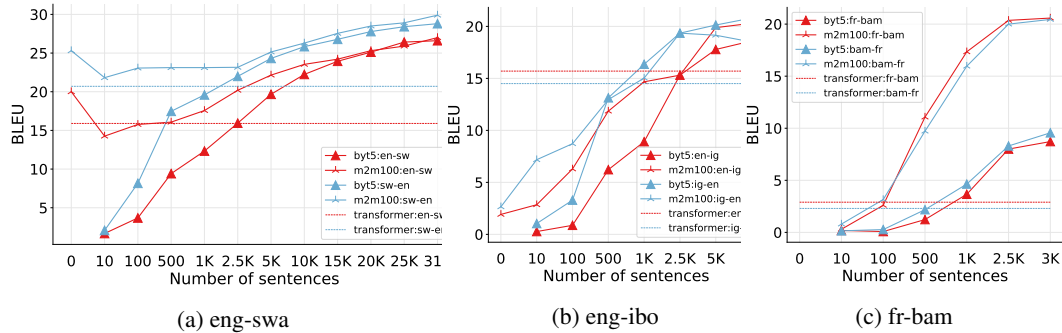 BLEU
30
25
20
15
10
5
byt5:en-sw
m2m100:en-sw
byt5:sw-en
m2m100:sw-en
transformer:en-sw
transformer:sw-en
0 10 100 500 1K 2.5K 5K 10K 15K 20K 25K 31
Number of sentences
(a) eng-swa
BLEU
20
15
10
5
0
byt5:en-ig
m2m100:en-ig
byt5:ig-en
m2m100:ig-en
transformer:en
transformer:ig-
0 10 100 500 1K 2.5K 5K
Number of sentences
(b) eng-ibo
BLEU
20
15
10
5
0
byt5:fr-bam
m2m100:fr-bam
byt5:bam-fr
m2m100:bam-fr
transformer:fr-bam
transformer:bam-fr
0 10 100 500 1K 2.5K 3K
Number of sentences
(c) fr-bam